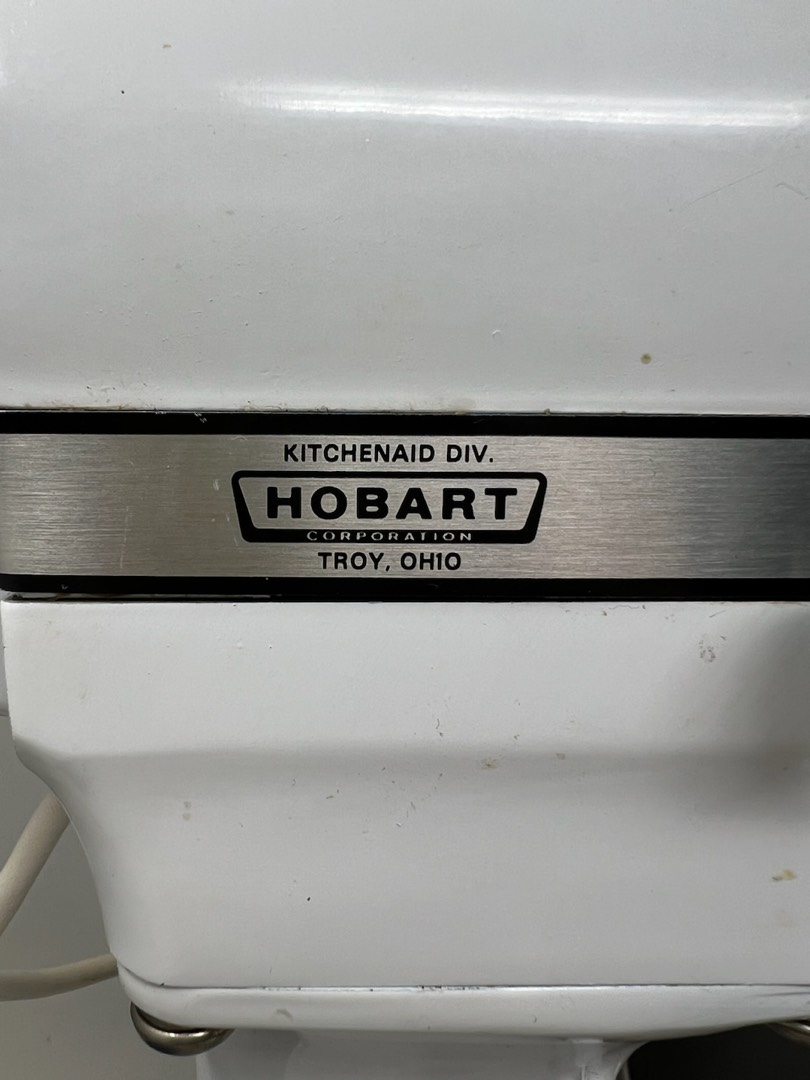 KITCHENAID DIV.
HOBART
CORPORATION
TROY, OHIO